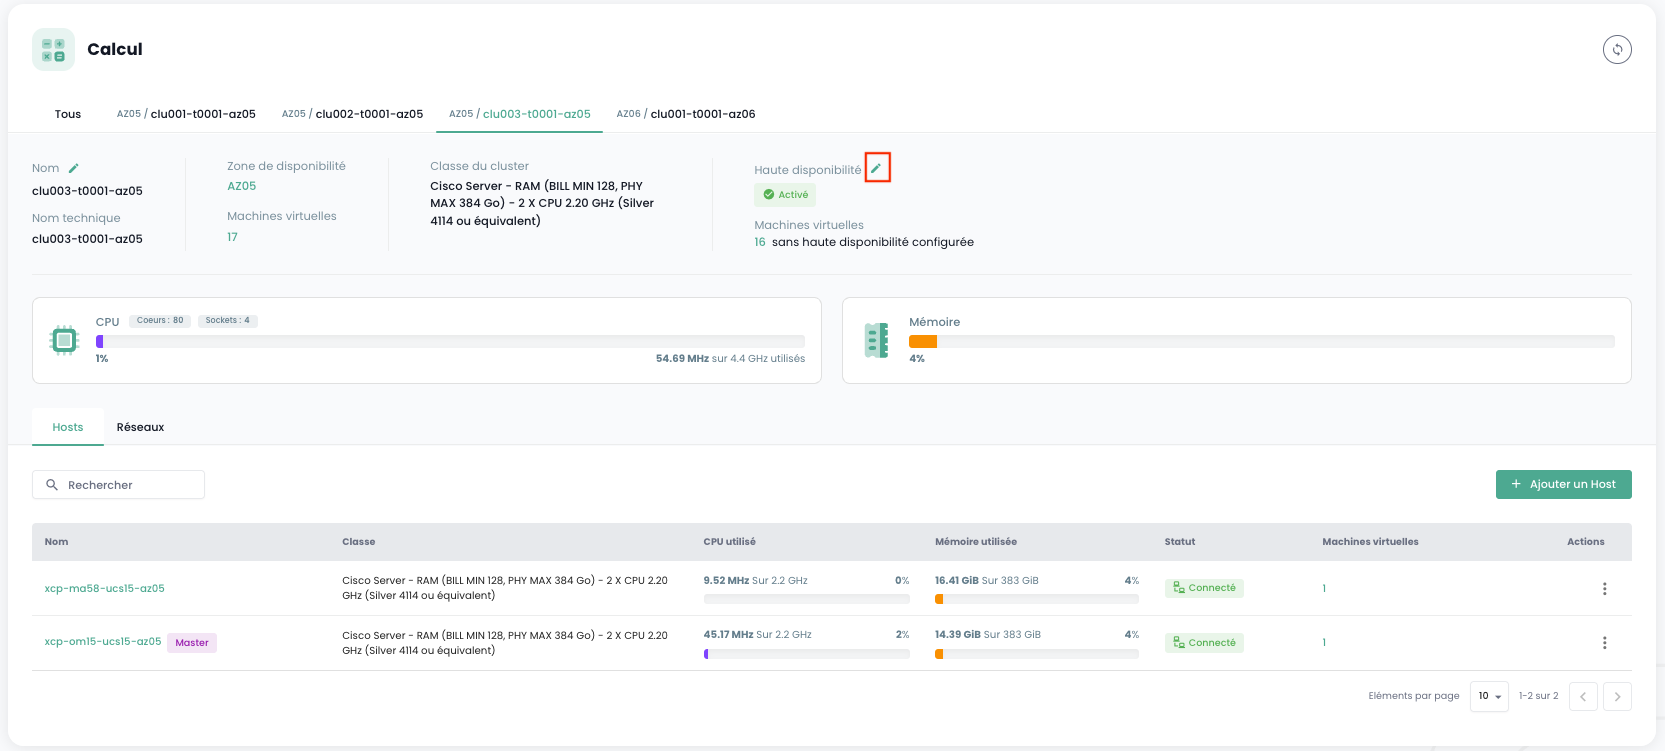 Calcul
Tous
AZ05 / clu001-t0001-az05
AZ05 / clu002-t0001-az05
AZ05 / clu003-t0001-az05
AZ06 / clu001-t0001-az06
Nom
clu003-t0001-az05
Nom technique
clu003-t0001-az05
Zone de disponibilité
AZ05
Machines virtuelles
17
Classe du cluster
Cisco Server - RAM (BILL MIN 128, PHY
MAX 384 Go) - 2 X CPU 2.20 GHz (Silver
4114 ou équivalent)
Haute disponibilité
Activé
Machines virtuelles
16 sans haute disponibilité configurée
CPU Coeurs : 80 Sockets : 4
1% 54.69 MHz sur 4.4 GHz utilisés
Mémoire
4%
Hosts Réseaux
Rechercher
+ Ajouter un Host
Nom Classe CPU utilisé Mémoire utilisée Statut Machines virtuelles Actions
xcp-ma58-ucs15-az05
Cisco Server - RAM (BILL MIN 128, PHY MAX 384 Go) - 2 X CPU 2.20
GHz (Silver 4114 ou équivalent)
9.52 MHz Sur 2.2 GHz 0%
16.41 GiB Sur 383 GiB 4%
Connecté
1
xcp-om15-ucs15-az05 Master
Cisco Server - RAM (BILL MIN 128, PHY MAX 384 Go) - 2 X CPU 2.20
GHz (Silver 4114 ou équivalent)
45.17 MHz Sur 2.2 GHz 2%
14.39 GiB Sur 383 GiB 4%
Connecté
1
Eléments par page 10 1-2 sur 2